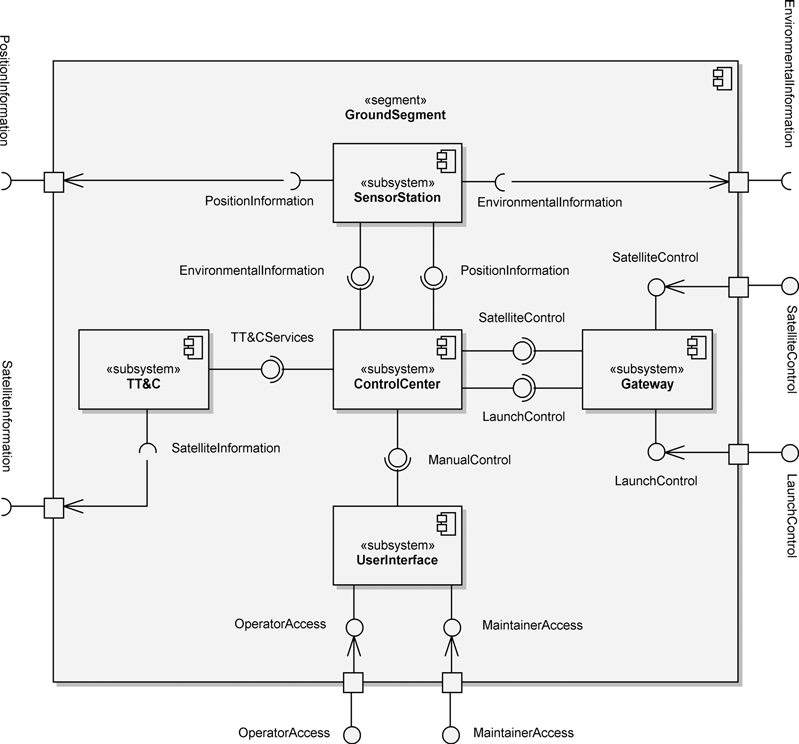 PositionInformation
EnvironmentalInformation
«segment»
GroundSegment
«subsystem»
SensorStation
PositionInformation
EnvironmentalInformation
EnvironmentalInformation
PositionInformation
SatelliteControl
SatelliteControl
SatelliteControl
TT&CServices
«subsystem»
TT&C
«subsystem»
ControlCenter
«subsystem»
Gateway
LaunchControl
SatelliteInformation
SatelliteInformation
ManualControl
LaunchControl
LaunchControl
«subsystem»
UserInterface
OperatorAccess
MaintainerAccess
OperatorAccess
MaintainerAccess